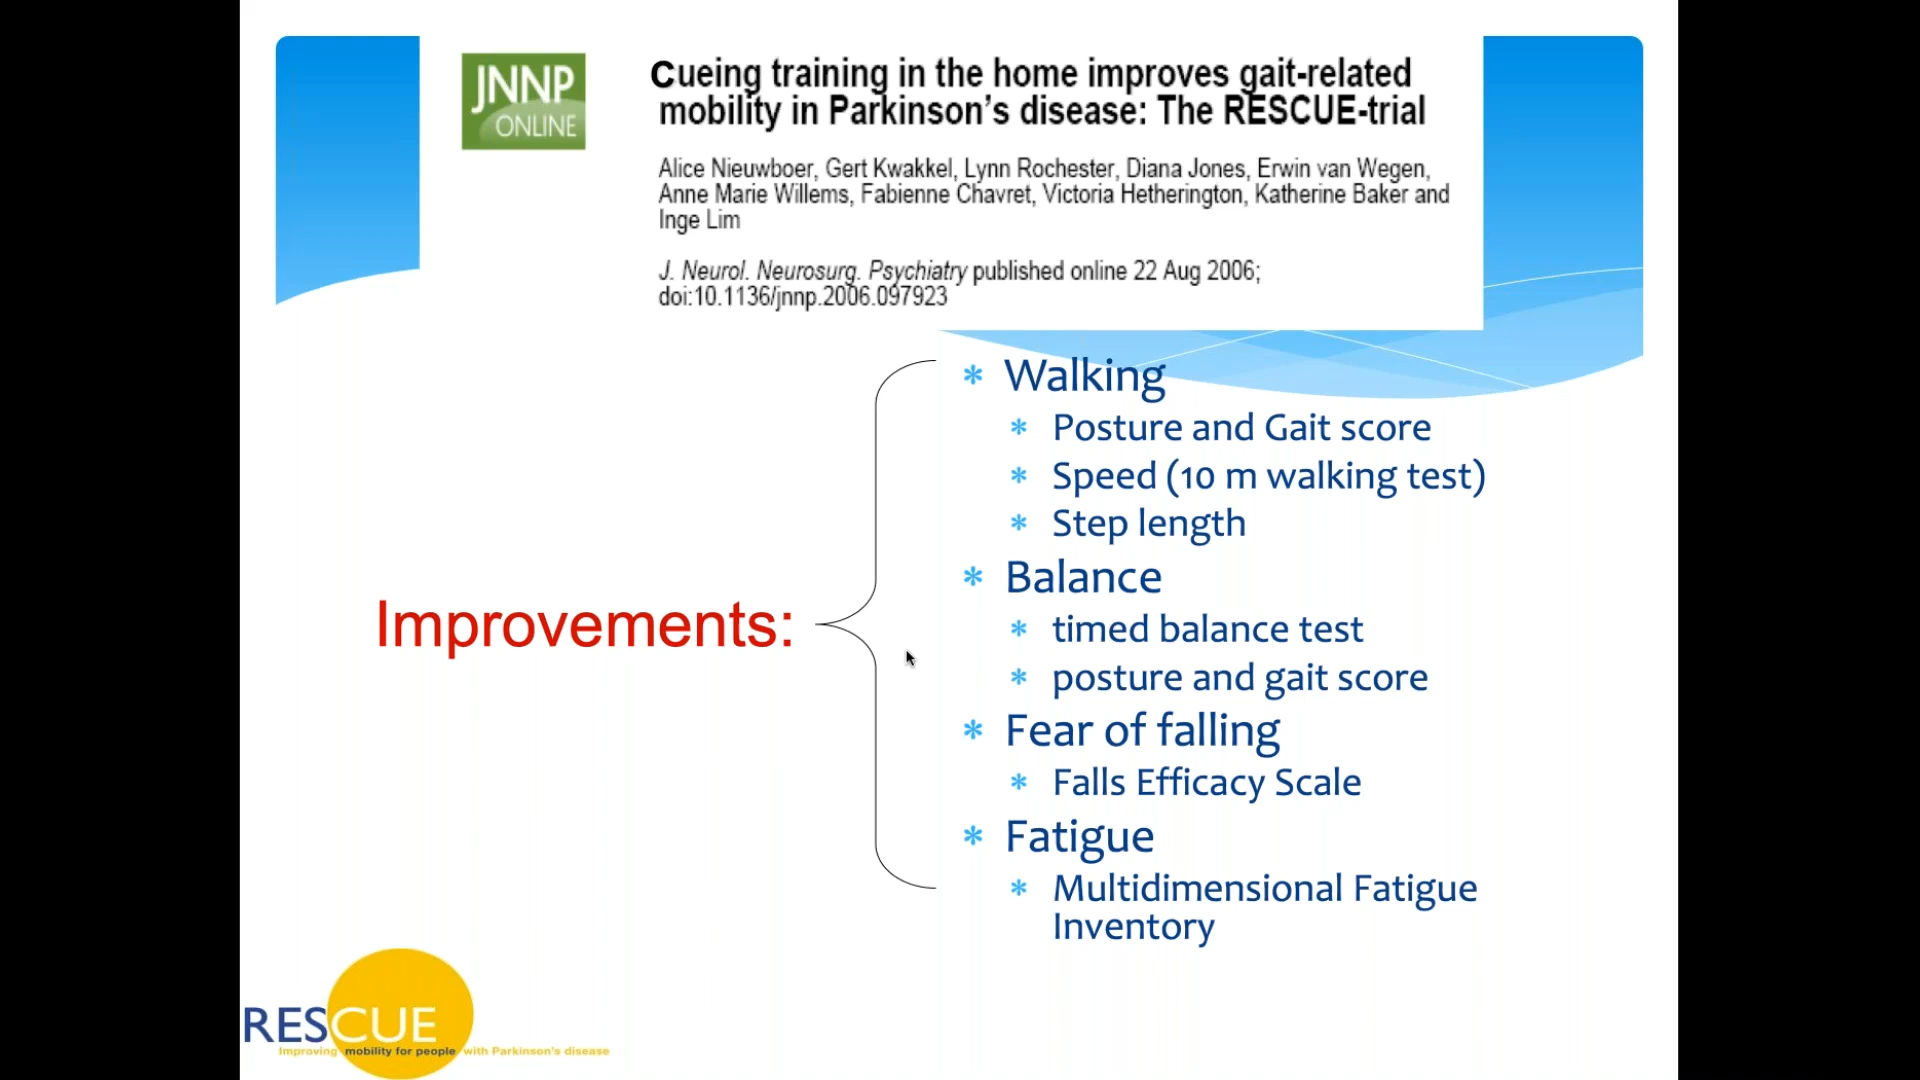 JNNP
ONLINE
Cueing training in the home improves gait-related
mobility in Parkinson's disease: The RESCUE-trial
Alice Nieuwboer, Gert Kwakkel, Lynn Rochester, Diana Jones, Erwin van Wegen,
Anne Marie Willems, Fabienne Chavret, Victoria Hetherington, Katherine Baker and
Inge Lim
J. Neurol. Neurosurg. Psychiatry published online 22 Aug 2006;
doi:10.1136/jnnp.2006.097923
Improvements:
* Walking
* Posture and Gait score
* Speed (10 m walking test)
* Step length
* Balance
* timed balance test
* posture and gait score
* Fear of falling
* Falls Efficacy Scale
* Fatigue
* Multidimensional Fatigue
Inventory
RESCUE
Improving mobility for people with Parkinson's disease